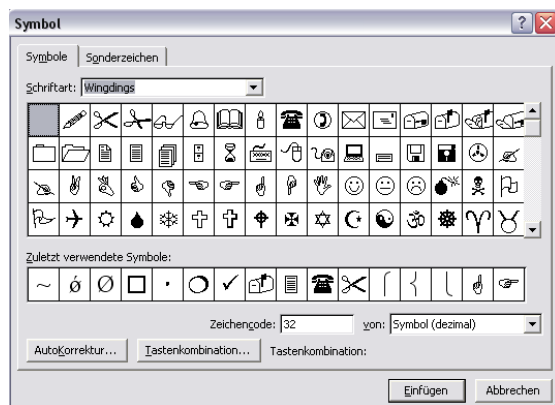 Symbol
Symbole Sonderzeichen
Schriftart: Wingdings
Zuletzt verwendete Symbole:
~ ǿ Ø □ · ❍ ✓
Zeichencode: 32 von: Symbol (dezimal)
AutoKorrektur... Tastenkombination... Tastenkombination:
Einfügen Abbrechen